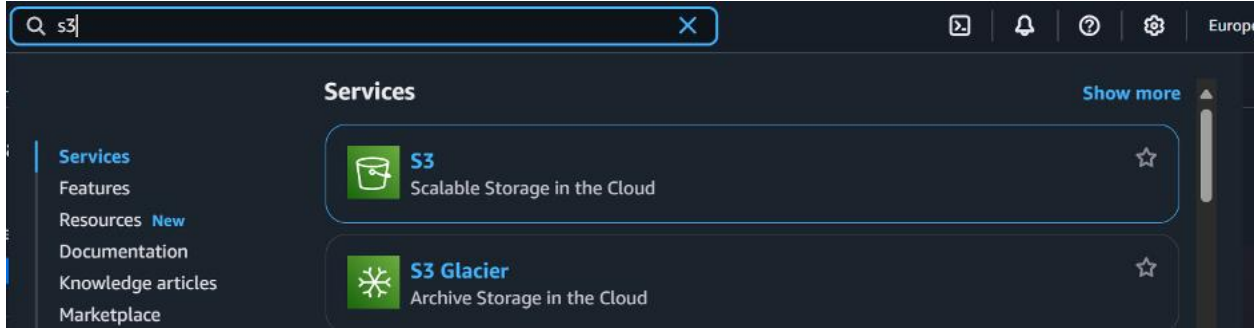 s3
Europe
Services
Show more
Services
Features
Resources New
Documentation
Knowledge articles
Marketplace
S3
Scalable Storage in the Cloud
S3 Glacier
Archive Storage in the Cloud